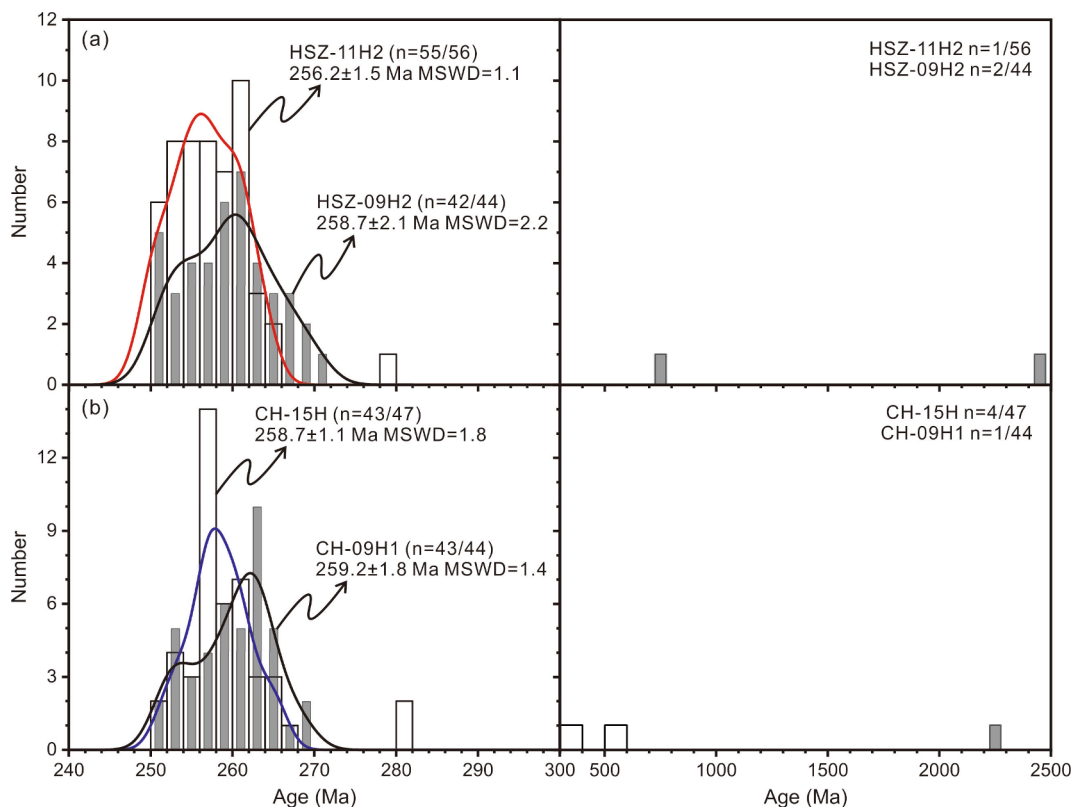 12
10
8
6
4
2
0
Number
(a)
HSZ-11H2 (n=55/56)
256.2±1.5 Ma MSWD=1.1
HSZ-09H2 (n=42/44)
258.7±2.1 Ma MSWD=2.2
HSZ-11H2 n=1/56
HSZ-09H2 n=2/44
12
9
6
3
0
Number
(b)
CH-15H (n=43/47)
258.7±1.1 Ma MSWD=1.8
CH-09H1 (n=43/44)
259.2±1.8 Ma MSWD=1.4
CH-15H n=4/47
CH-09H1 n=1/44
240 250 260 270 280 290 300 500 1000 1500 2000 2500
Age (Ma) Age (Ma)